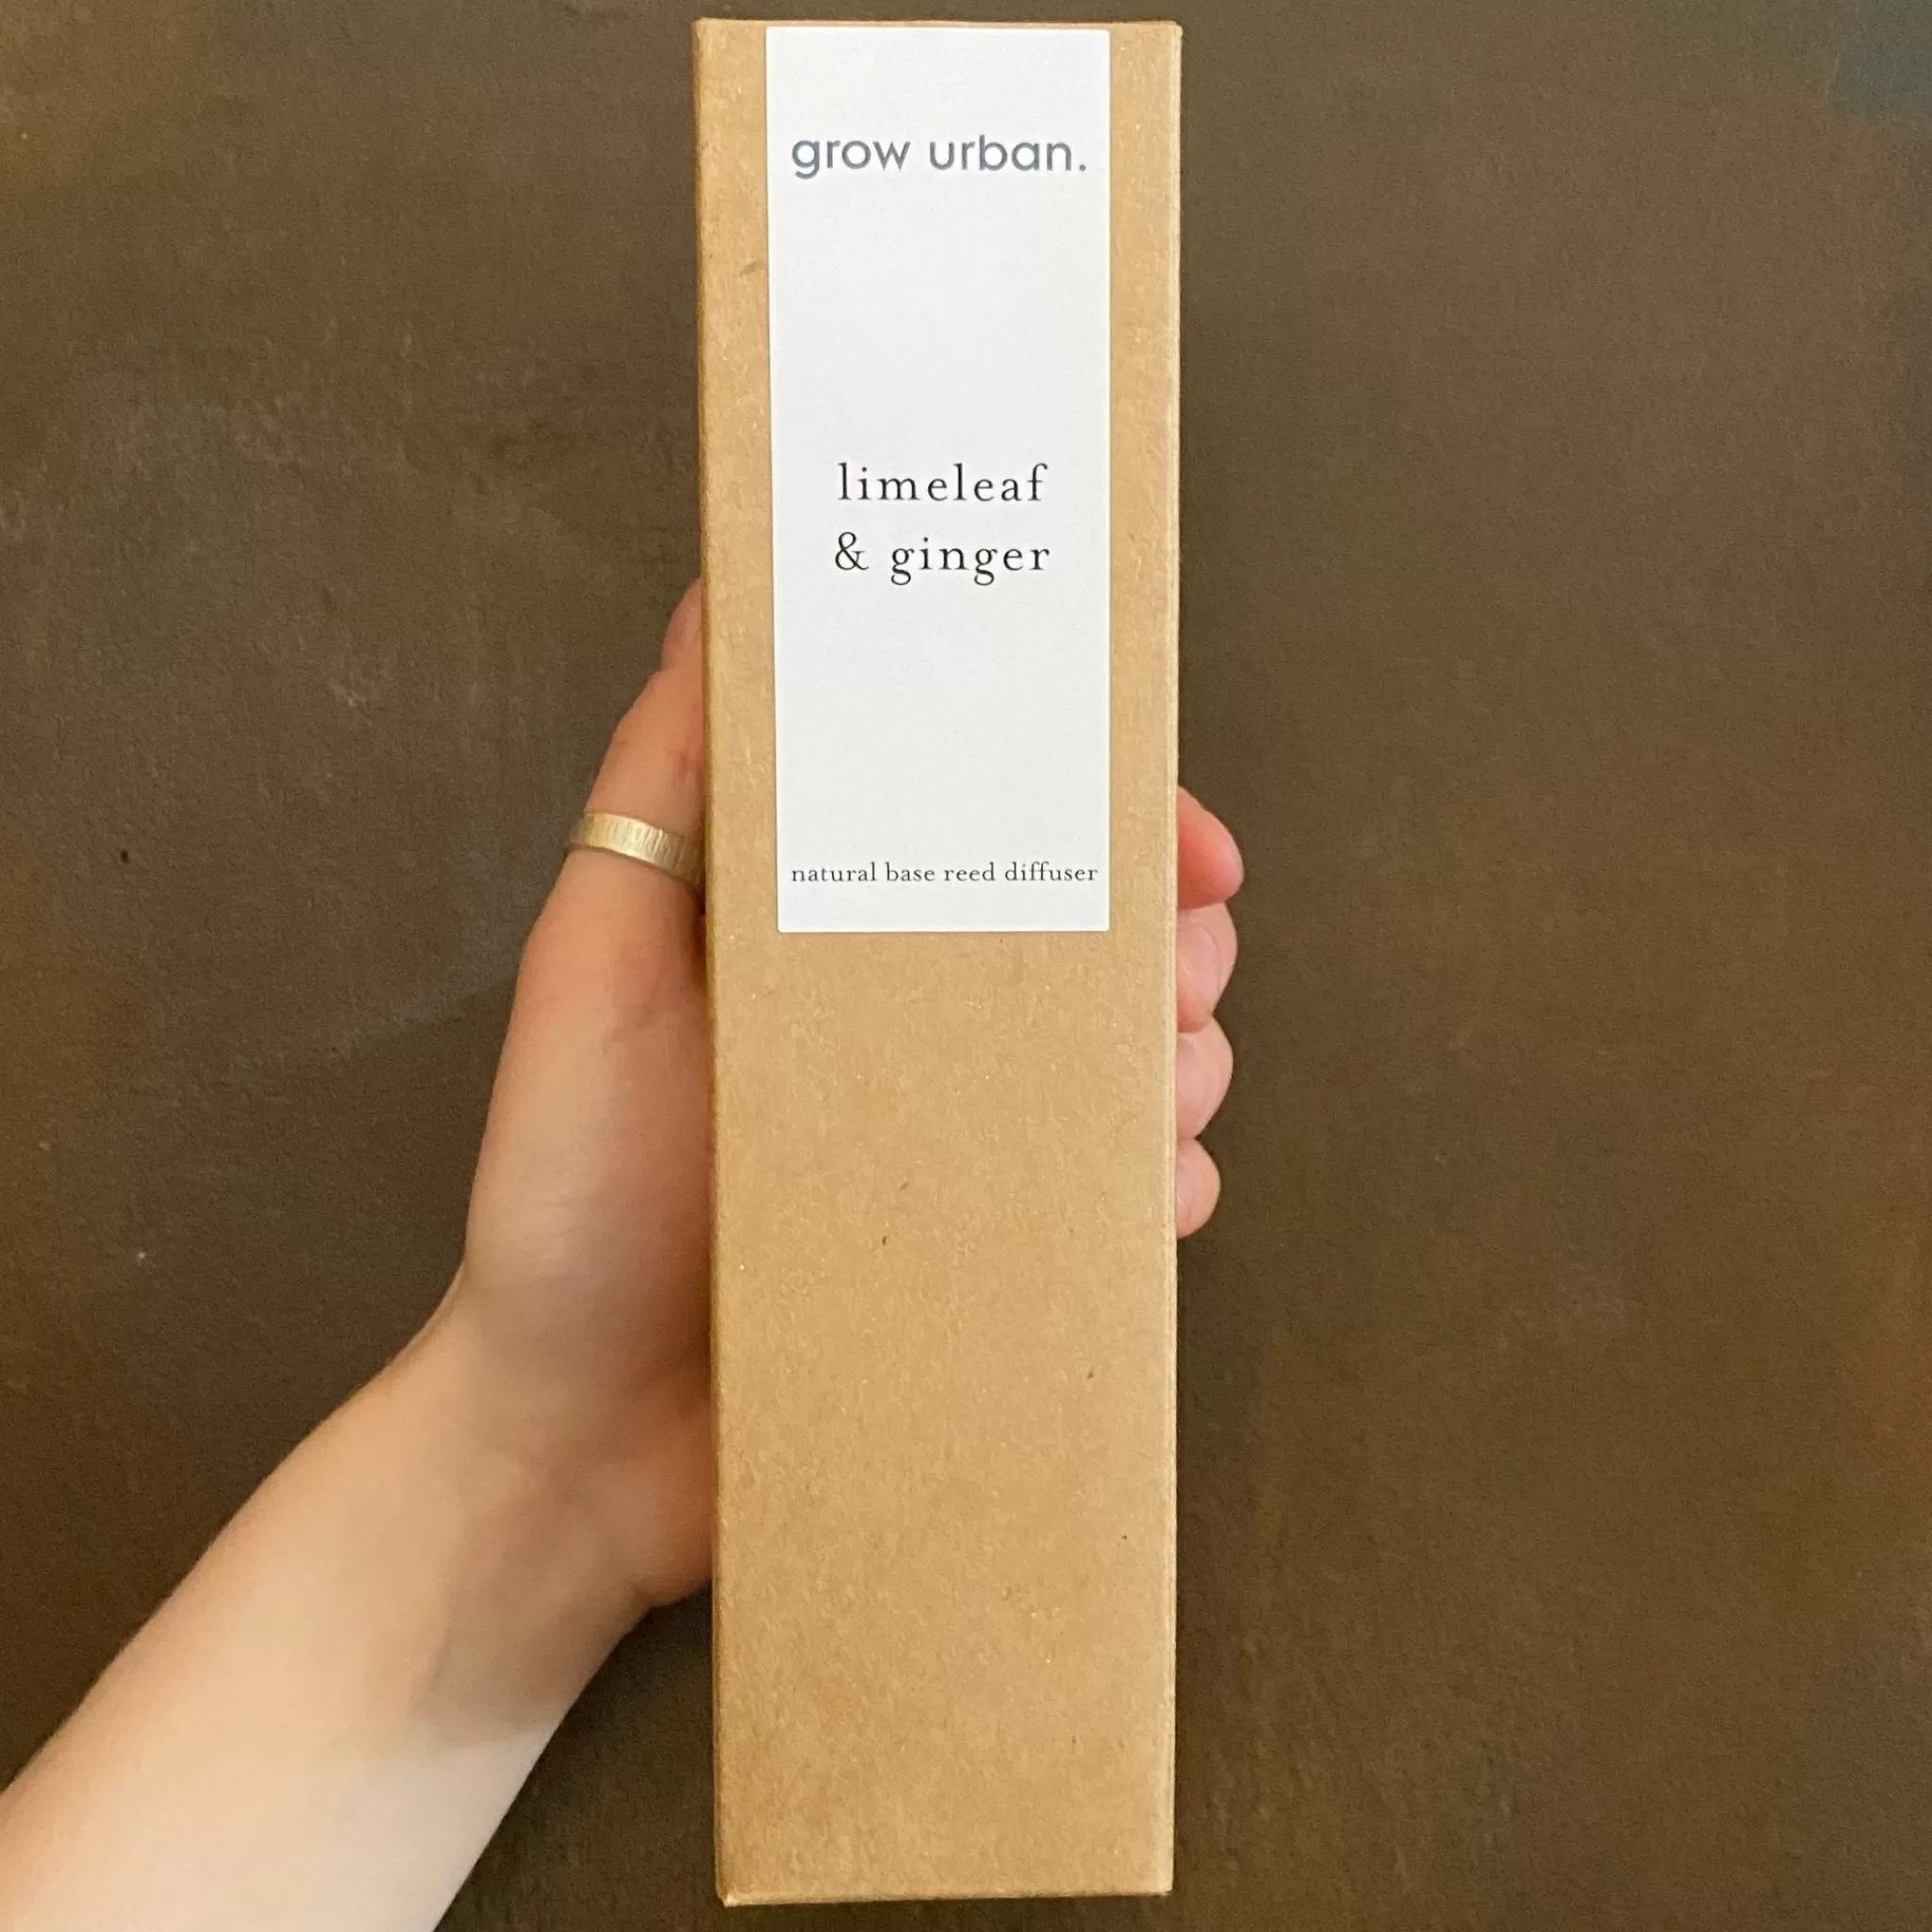 grow urban.
limeleaf
& ginger
natural base reed diffuser